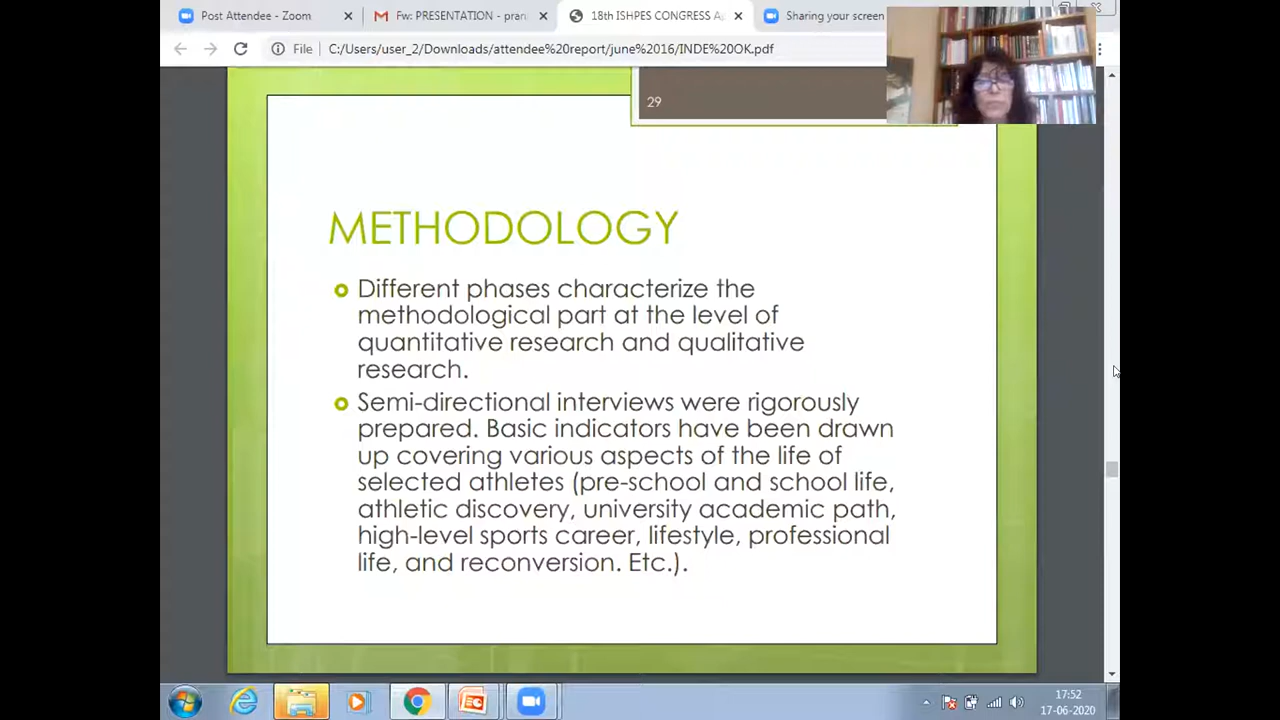 Post Attendee - Zoom
Fw: PRESENTATION - pran
18th ISHPES CONGRESS A
Sharing your screen
File
C:/Users/user_2/Downloads/attendee%20report/june%2016/INDE%20OK.pdf
29
METHODOLOGY
Different phases characterize the
methodological part at the level of
quantitative research and qualitative
research.
Semi-directional interviews were rigorously
prepared. Basic indicators have been drawn
up covering various aspects of the life of
selected athletes (pre-school and school life,
athletic discovery, university academic path,
high-level sports career, lifestyle, professional
life, and reconversion. Etc.).
17:52
17-06-2020